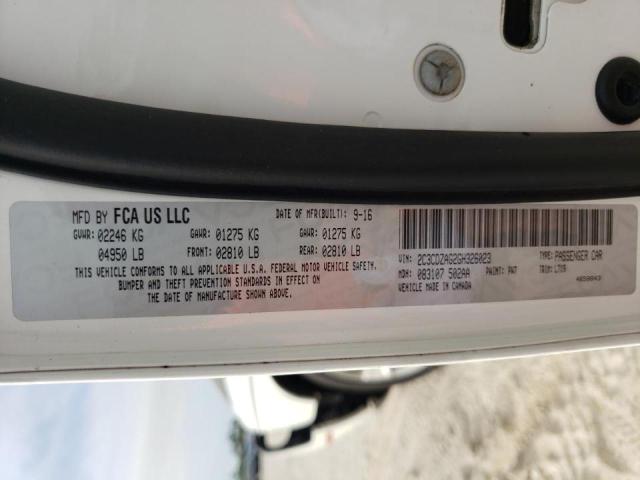 MFD BY FCA US LLC
DATE OF MFR(BUILT): 9-16
GVWR: 02246 KG GAWR: 01275 KG GAWR: 01275 KG
04950 LB FRONT: 02810 LB REAR: 02810 LB
THIS VEHICLE CONFORMS TO ALL APPLICABLE U.S.A. FEDERAL MOTOR VEHICLE SAFETY,
BUMPER AND THEFT PREVENTION STANDARDS IN EFFECT ON
THE DATE OF MANUFACTURE SHOWN ABOVE.
VIN: 2C3CDZAG2GH326023 TYPE: PASSENGER CAR
MDH: 083107 502AA PAINT: PW7 TRIM: L7X9
VEHICLE MADE IN CANADA